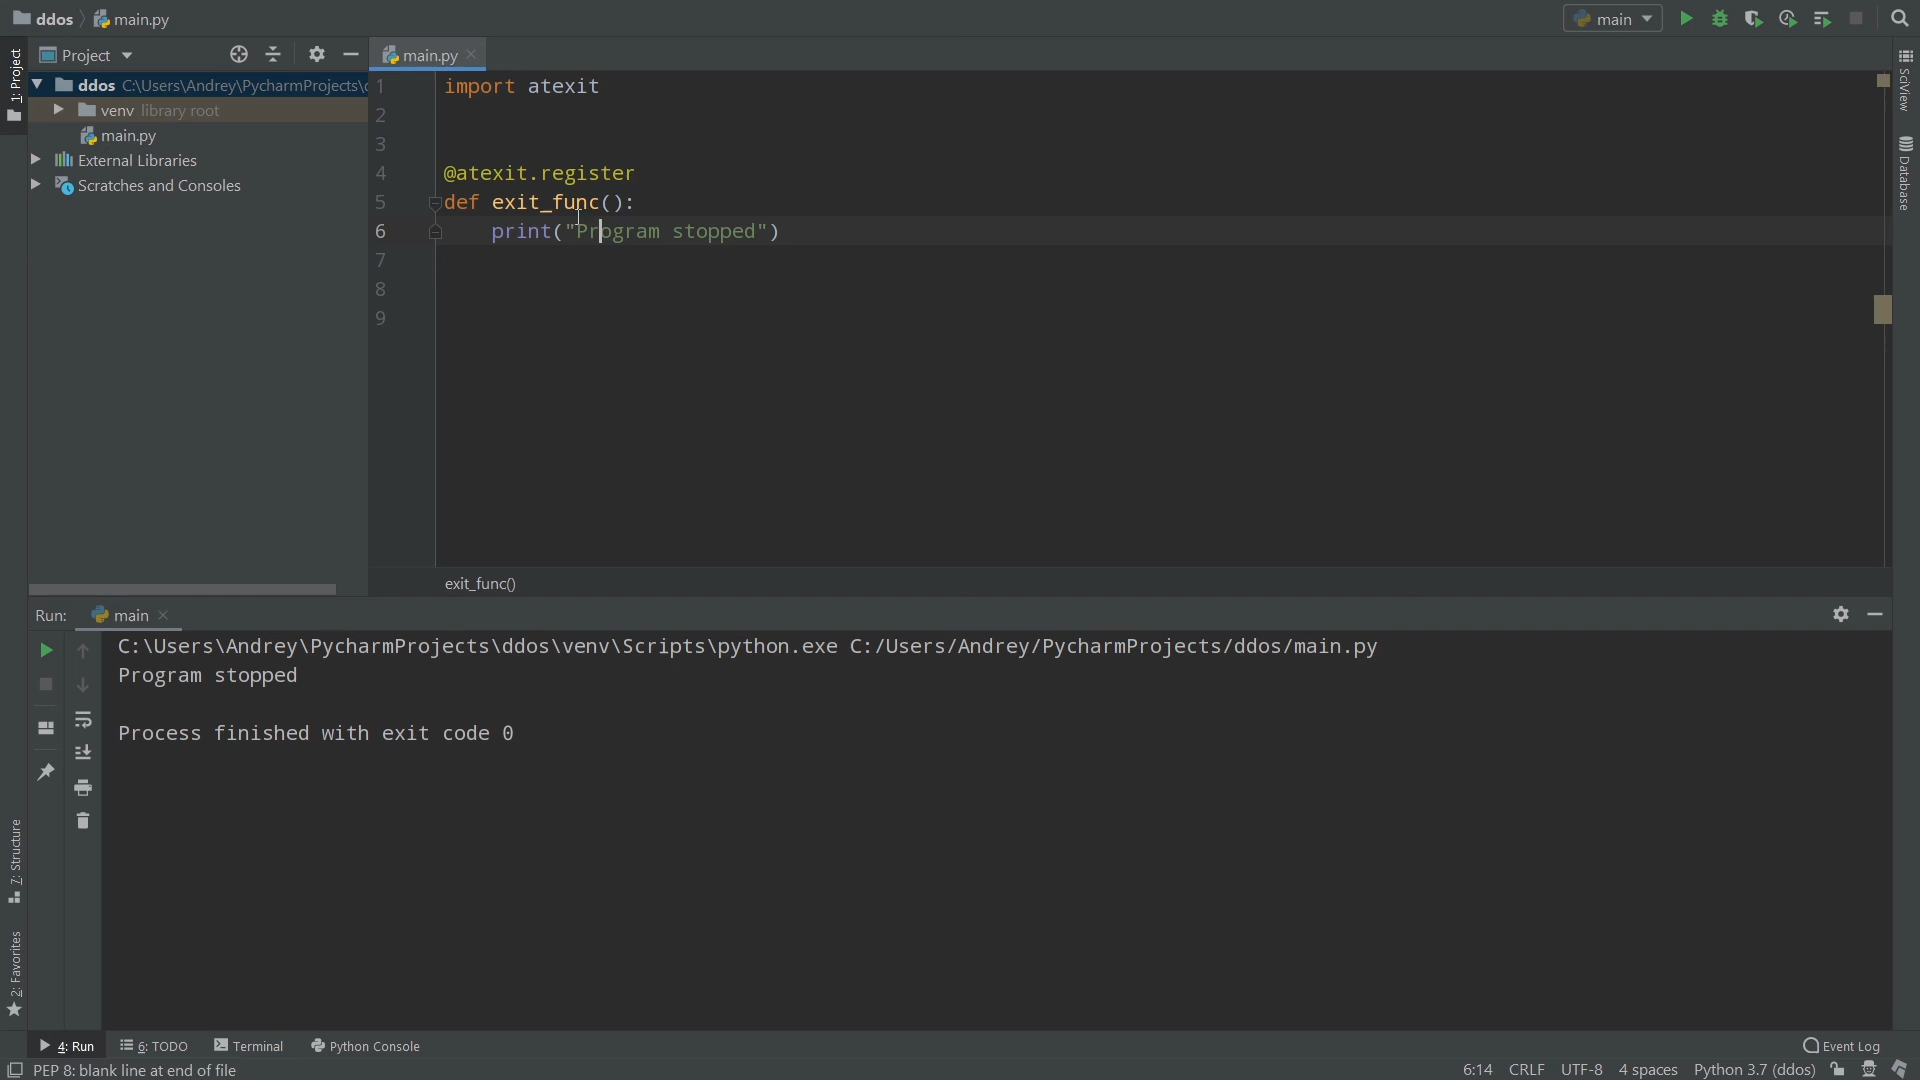 ddos main.py
main
Project
main.py
1: Project
ddos C:\Users\Andrey\PycharmProjects\
venv library root
main.py
External Libraries
Scratches and Consoles
1 import atexit
2
3
4 @atexit.register
5 def exit_func():
6 print("Program stopped")
7
8
9
exit_func()
SciView
Database
Run: main
C:\Users\Andrey\PycharmProjects\ddos\venv\Scripts\python.exe C:/Users/Andrey/PycharmProjects/ddos/main.py
Program stopped
Process finished with exit code 0
7: Structure
2: Favorites
4: Run 6: TODO Terminal Python Console Event Log
PEP 8: blank line at end of file 6:14 CRLF UTF-8 4 spaces Python 3.7 (ddos)